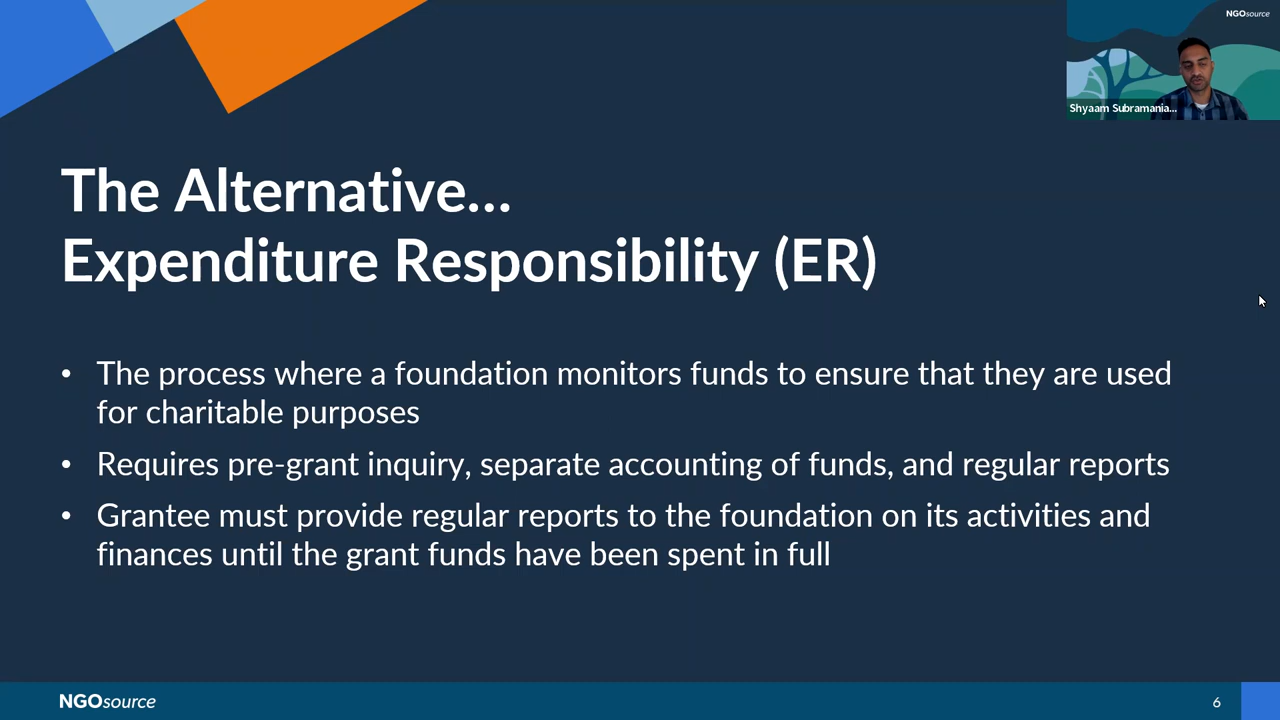 NGOsource
Shyaam Subramania...
The Alternative...
Expenditure Responsibility (ER)
• The process where a foundation monitors funds to ensure that they are used
for charitable purposes
• Requires pre-grant inquiry, separate accounting of funds, and regular reports
• Grantee must provide regular reports to the foundation on its activities and
finances until the grant funds have been spent in full
NGOsource
6